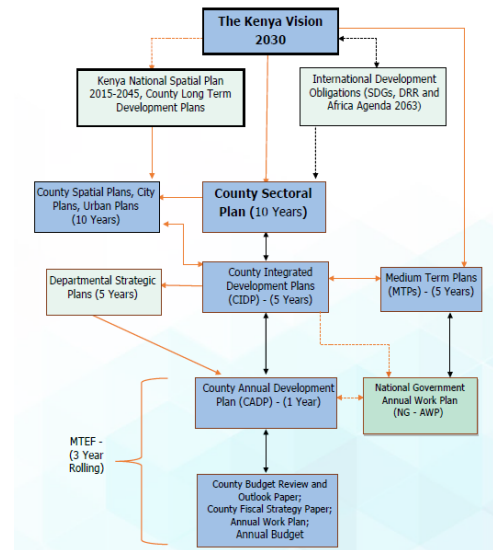 The Kenya Vision
2030
Kenya National Spatial Plan
2015-2045, County Long Term
Development Plans
International Development
Obligations (SDGs, DRR and
Africa Agenda 2063)
County Spatial Plans, City
Plans, Urban Plans
(10 Years)
County Sectoral
Plan (10 Years)
Departmental Strategic
Plans (5 Years)
County Integrated
Development Plans
(CIDP) - (5 Years)
Medium Term Plans
(MTPs) - (5 Years)
County Annual Development
Plan (CADP) - (1 Year)
National Government
Annual Work Plan
(NG - AWP)
MTEF -
(3 Year
Rolling)
County Budget Review and
Outlook Paper;
County Fiscal Strategy Paper;
Annual Work Plan;
Annual Budget